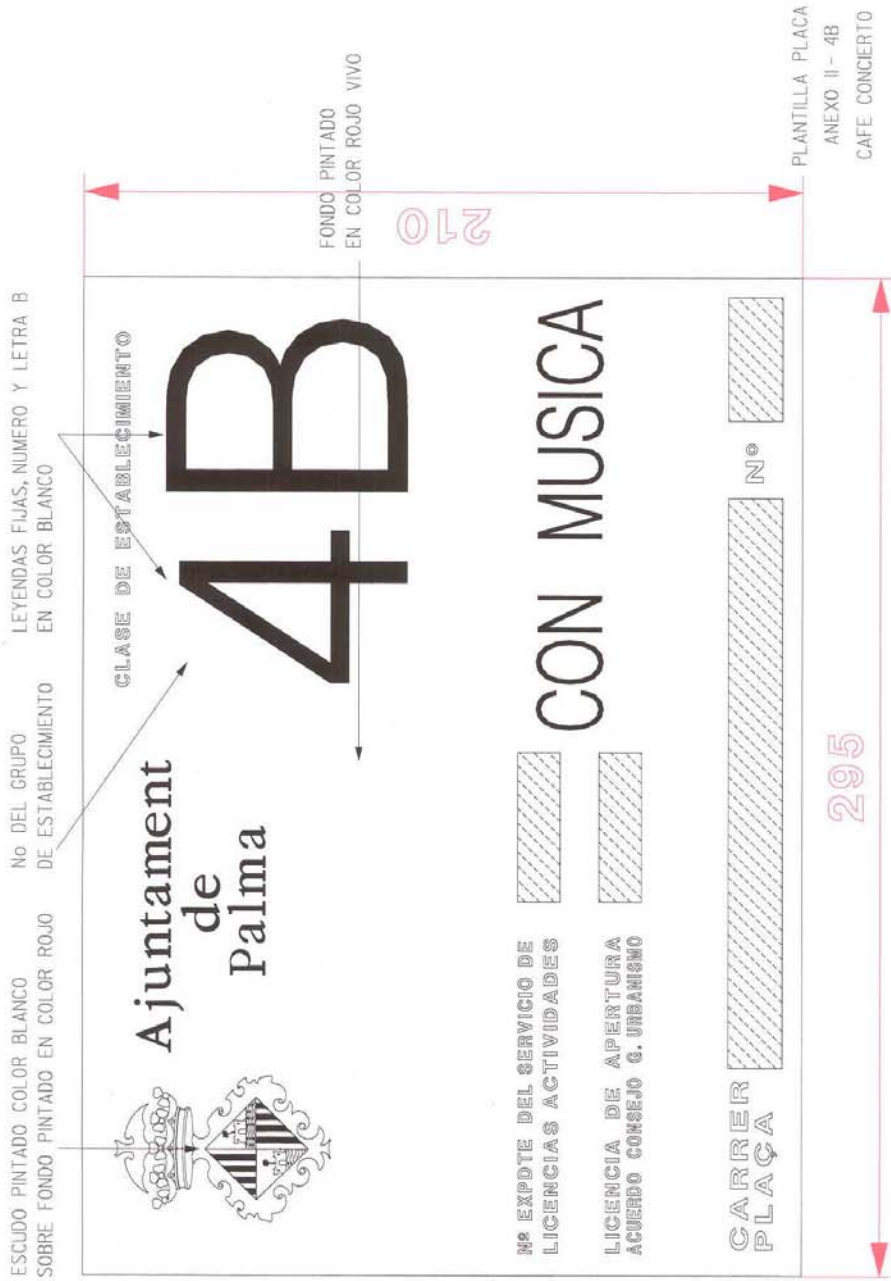 ESCUDO PINTADO COLOR BLANCO
SOBRE FONDO PINTADO EN COLOR ROJO
No DEL GRUPO
DE ESTABLECIMIENTO
LEYENDAS FIJAS, NUMERO Y LETRA B
EN COLOR BLANCO
Ajuntament
de
Palma
CLASE DE ESTABLECIMIENTO
4B
FONDO PINTADO
EN COLOR ROJO VIVO
210
Nº EXPDTE DEL SERVICIO DE
LICENCIAS ACTIVIDADES
LICENCIA DE APERTURA
ACUERDO CONSEJO G. URBANISMO
CON MUSICA
CARRER
PLAÇA
Nº
295
PLANTILLA PLACA
ANEXO II - 4B
CAFE CONCIERTO